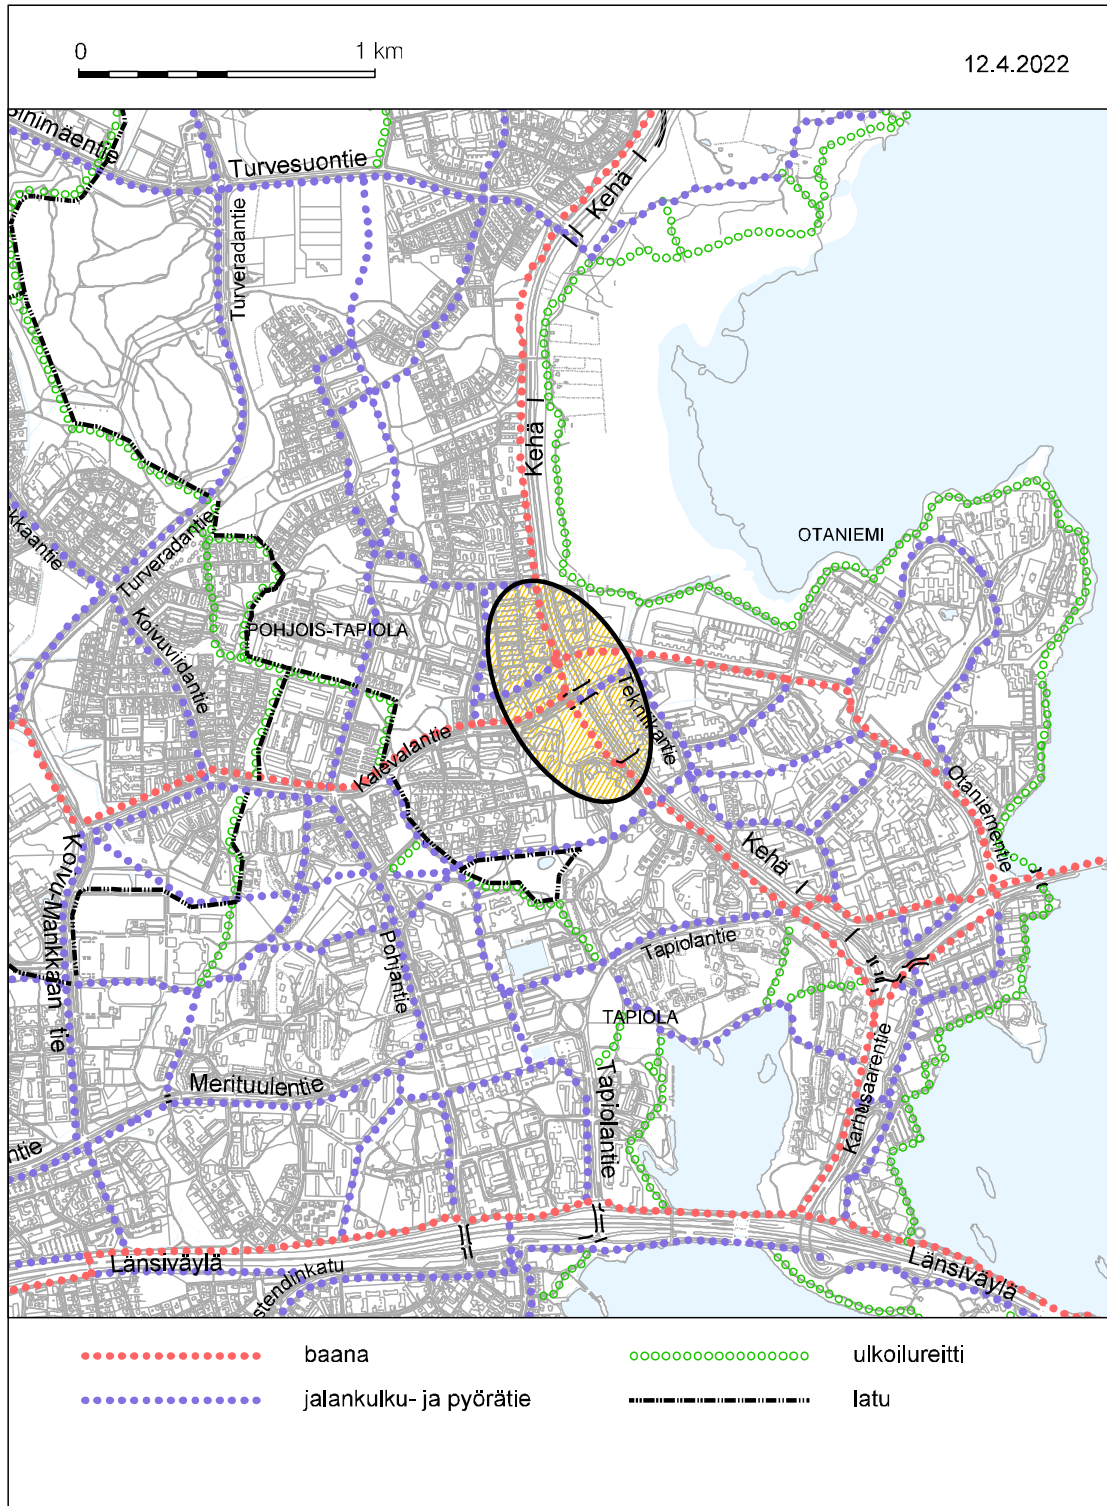 0
1 km
12.4.2022
Turvesuontie
Kehä I
Turveradantie
Kehä I
OTANIEMI
Turveradantie
Koivuviidantie
POHJOIS-TAPIOLA
Tekniikantie
Kalevalantie
Otaniementie
Kehä I
Koivu-Mankkaan tie
Pohjantie
Tapiolantie
TAPIOLA
Karhusaarentie
Merituulentie
Tapiolantie
Länsiväylä
Länsiväylä
baana
ulkoilureitti
jalankulku- ja pyörätie
latu